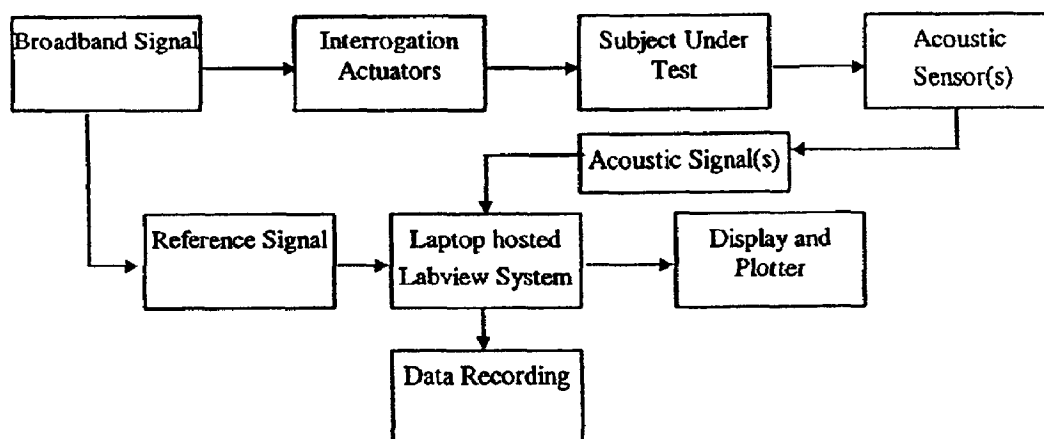 Broadband Signal
Interrogation
Actuators
Subject Under
Test
Acoustic
Sensor(s)
Acoustic Signal(s)
Reference Signal
Laptop hosted
Labview System
Display and
Plotter
Data Recording